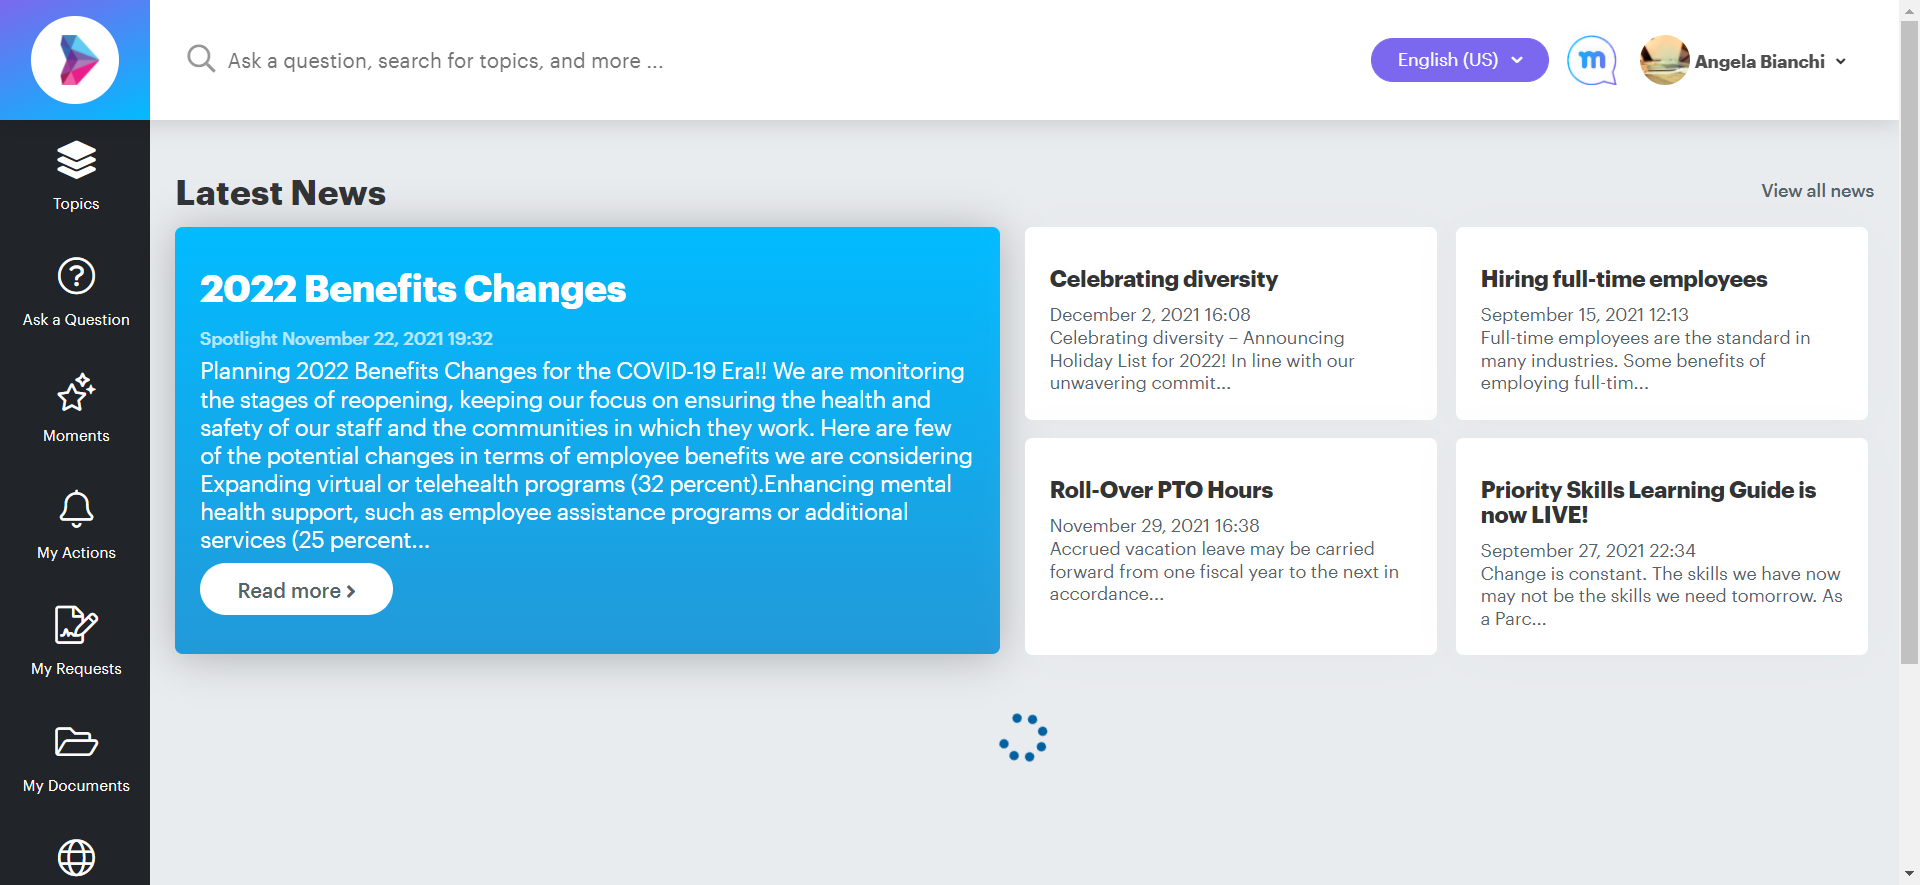 Ask a question, search for topics, and more ...
English (US)
m
Angela Bianchi
Topics
Ask a Question
Moments
My Actions
My Requests
My Documents
Latest News
View all news
2022 Benefits Changes
Spotlight November 22, 2021 19:32
Planning 2022 Benefits Changes for the COVID-19 Era!! We are monitoring
the stages of reopening, keeping our focus on ensuring the health and
safety of our staff and the communities in which they work. Here are few
of the potential changes in terms of employee benefits we are considering
Expanding virtual or telehealth programs (32 percent).Enhancing mental
health support, such as employee assistance programs or additional
services (25 percent...
Read more
Celebrating diversity
December 2, 2021 16:08
Celebrating diversity – Announcing
Holiday List for 2022! In line with our
unwavering commit...
Hiring full-time employees
September 15, 2021 12:13
Full-time employees are the standard in
many industries. Some benefits of
employing full-tim...
Roll-Over PTO Hours
November 29, 2021 16:38
Accrued vacation leave may be carried
forward from one fiscal year to the next in
accordance...
Priority Skills Learning Guide is
now LIVE!
September 27, 2021 22:34
Change is constant. The skills we have now
may not be the skills we need tomorrow. As
a Parc...